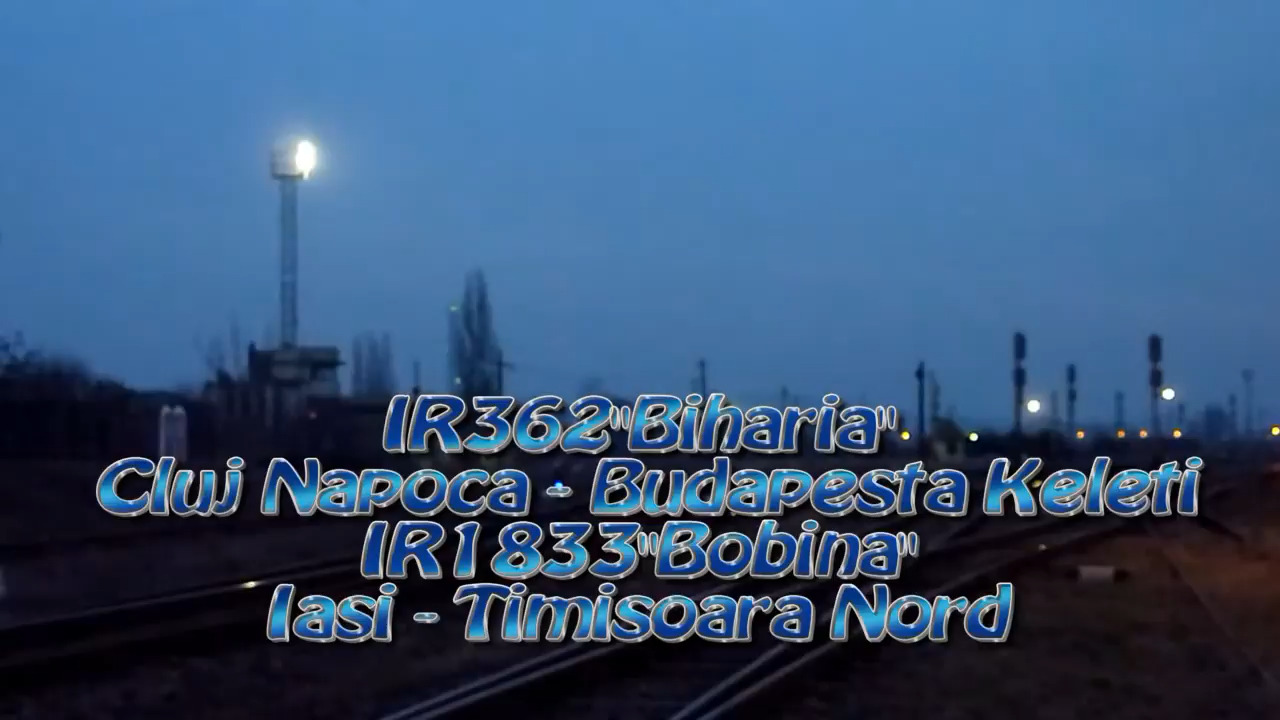 IR362"Biharia"
Cluj Napoca - Budapesta Keleti
IR1833"Bobina"
Iasi - Timisoara Nord